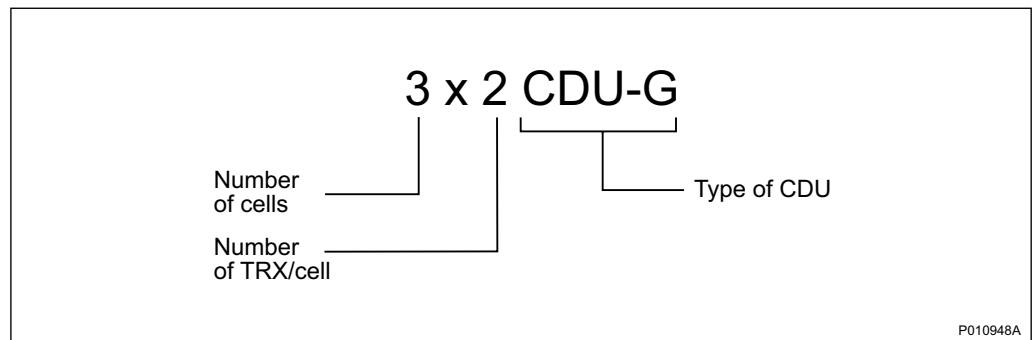 3 x 2 CDU-G
Number
of cells
Type of CDU
Number
of TRX/cell
P010948A